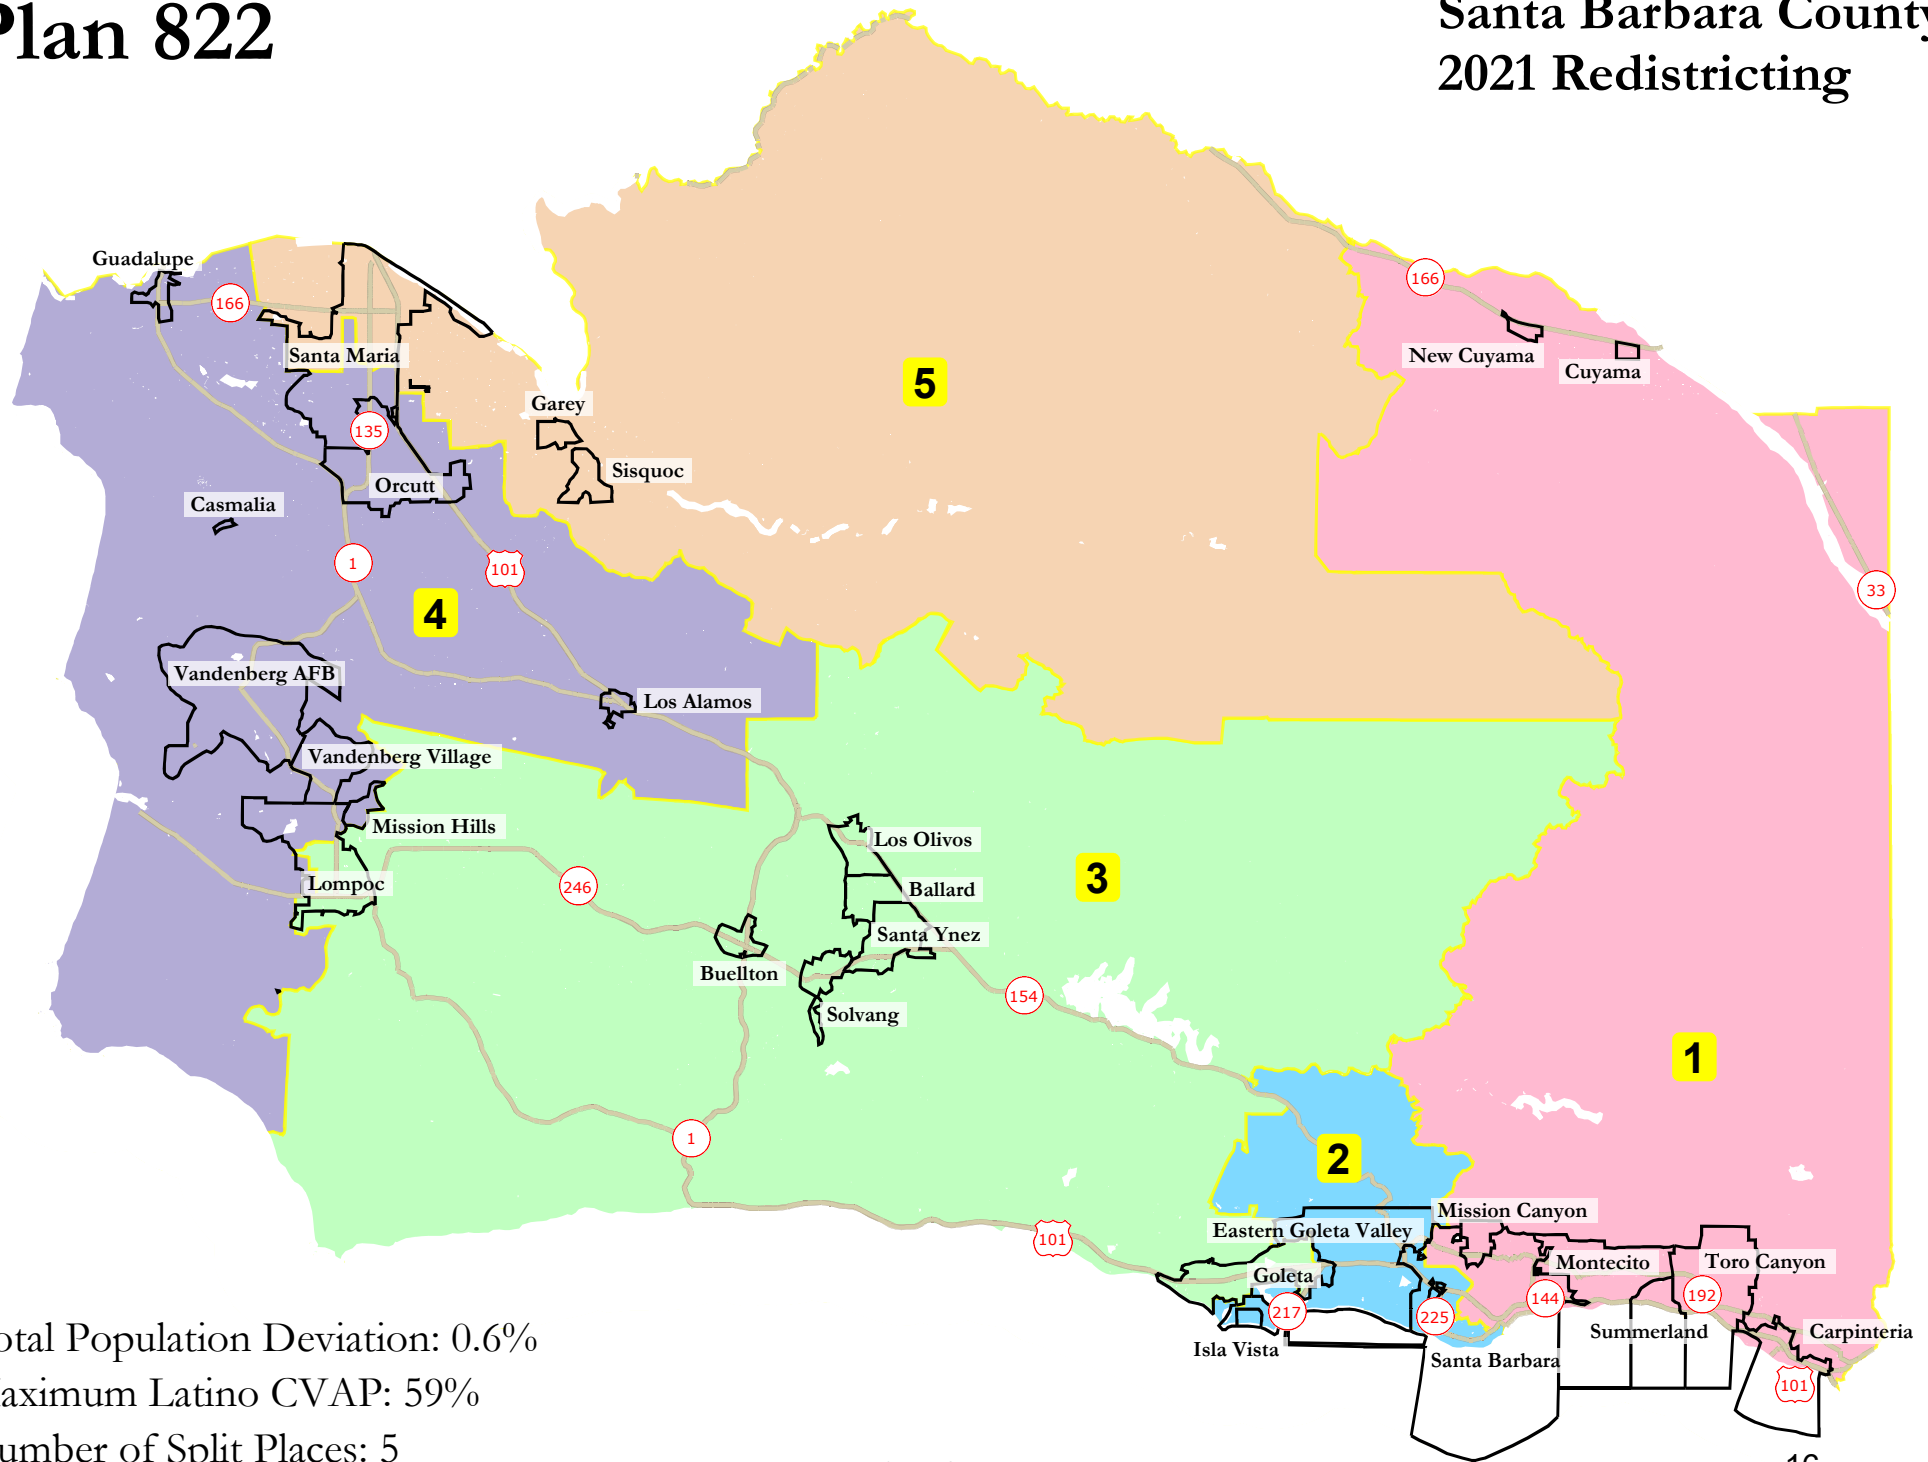 Plan 822
Santa Barbara County
2021 Redistricting
Guadalupe
166
Santa Maria
135
Orcutt
Casmalia
Garey
Sisquoc
5
166
New Cuyama
Cuyama
33
1
101
4
Vandenberg AFB
Los Alamos
Vandenberg Village
Mission Hills
Lompoc
246
Los Olivos
Ballard
Santa Ynez
Buellton
Solvang
3
154
1
1
2
101
Mission Canyon
Eastern Goleta Valley
Goleta
Montecito
Toro Canyon
217
225
144
192
Isla Vista
Santa Barbara
Summerland
Carpinteria
101
otal Population Deviation: 0.6%
aximum Latino CVAP: 59%
umber of Split Places: 5